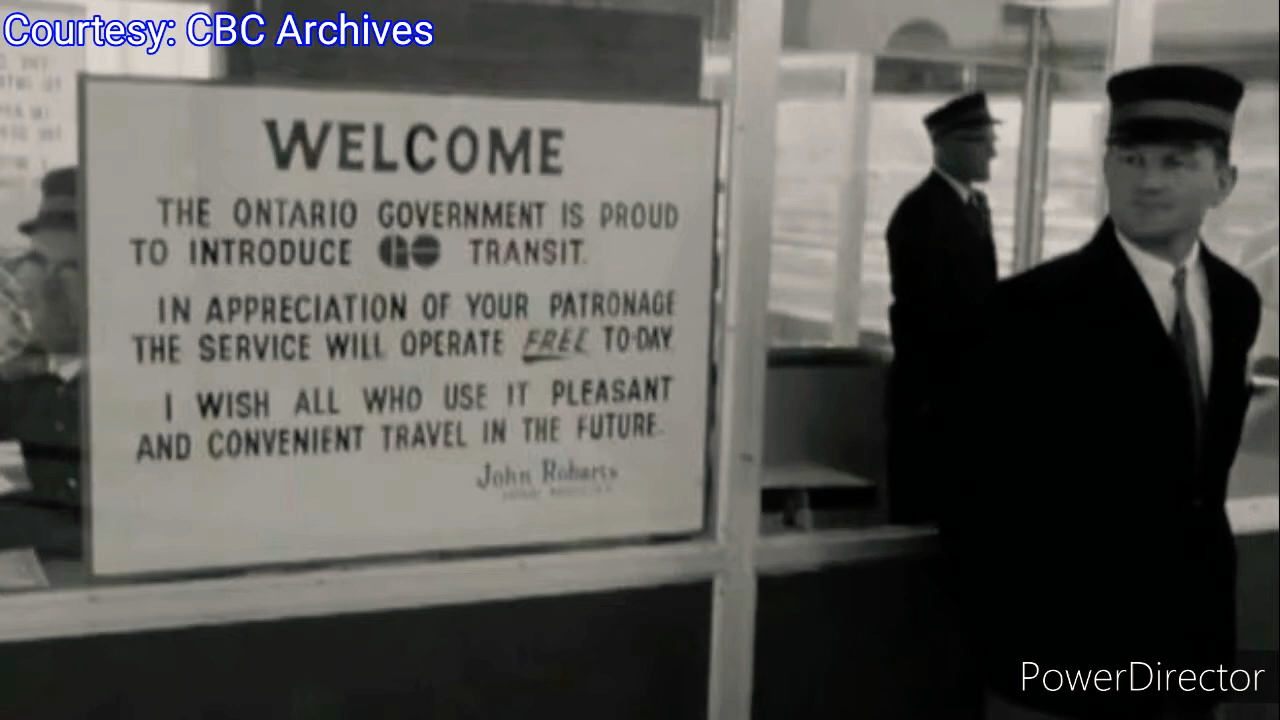 Courtesy: CBC Archives
WELCOME
THE ONTARIO GOVERNMENT IS PROUD
TO INTRODUCE GO TRANSIT.
IN APPRECIATION OF YOUR PATRONAGE
THE SERVICE WILL OPERATE FREE TO-DAY.
I WISH ALL WHO USE IT PLEASANT
AND CONVENIENT TRAVEL IN THE FUTURE.
John Robarts
PowerDirector